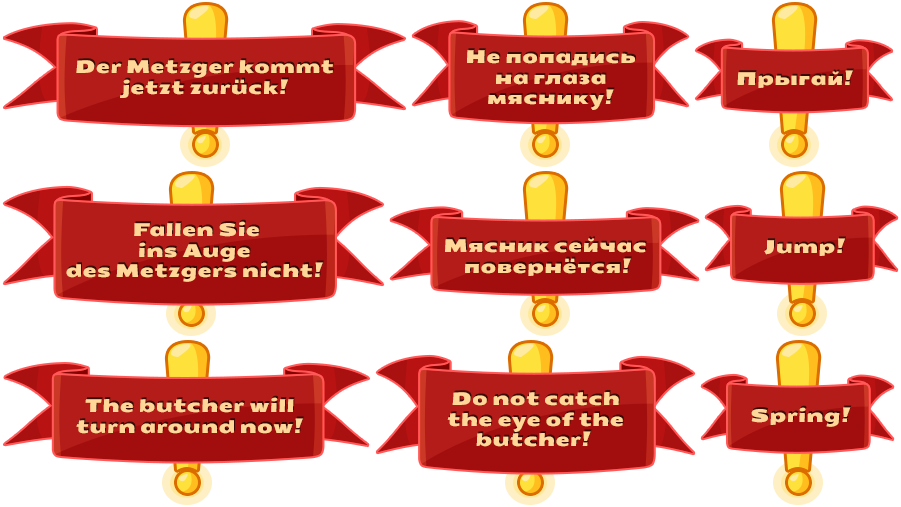 Der Metzger kommt
jetzt zurück!
Не попадись
на глаза
мяснику!
Прыгай!
Fallen Sie
ins Auge
des Metzgers nicht!
Мясник сейчас
повернётся!
Jump!
The butcher will
turn around now!
Do not catch
the eye of the
butcher!
Spring!